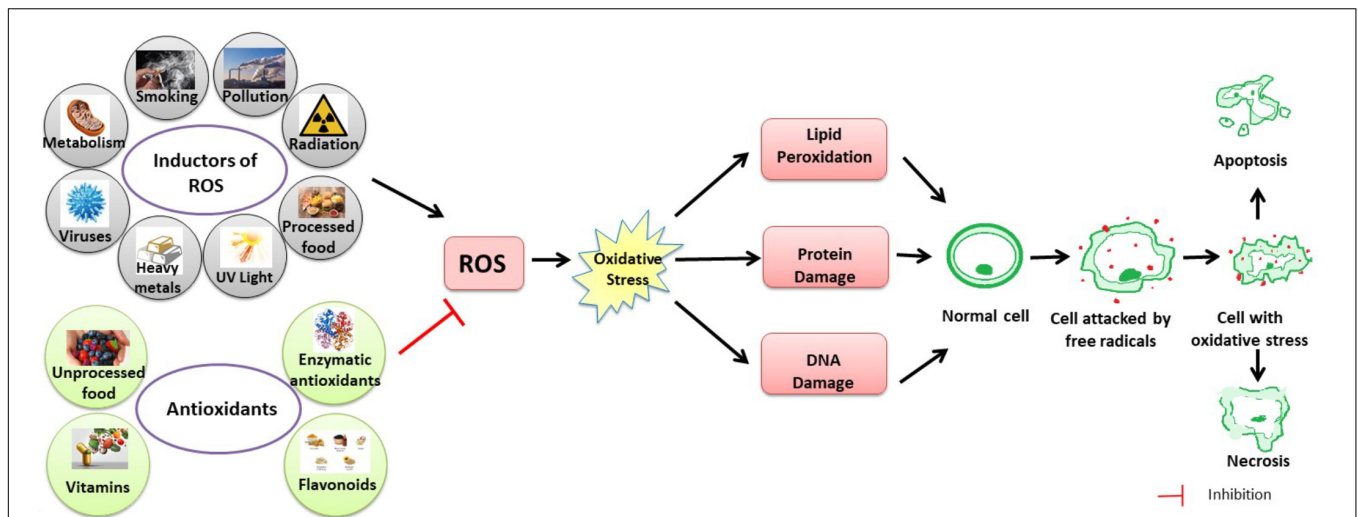 Smoking
Pollution
Metabolism
Radiation
Inductors of
ROS
Viruses
Processed
food
Heavy
metals
UV Light
Unprocessed
food
Enzymatic
antioxidants
Antioxidants
Vitamins
Flavonoids
ROS
Oxidative
Stress
Lipid
Peroxidation
Protein
Damage
DNA
Damage
Normal cell
Cell attacked by
free radicals
Cell with
oxidative stress
Apoptosis
Necrosis
Inhibition